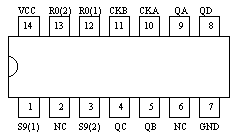 VCC R0(2) R0(1) CKB CKA QA QD
14 13 12 11 10 9 8
1 2 3 4 5 6 7
S9(1) NC S9(2) QC QB NC GND